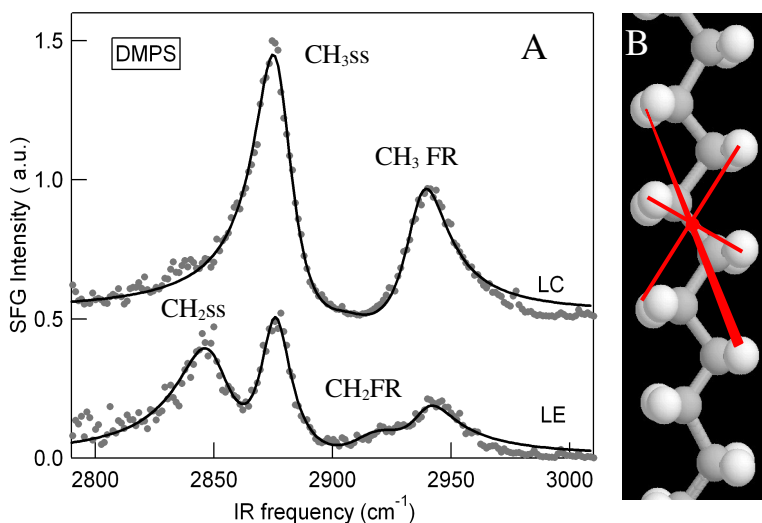 A
B
DMPS
CH₃ss
CH₃ FR
LC
CH₂ss
CH₂FR
LE
SFG Intensity ( a.u.)
1.5
1.0
0.5
0.0
2800
2850
2900
2950
3000
IR frequency (cm⁻¹)